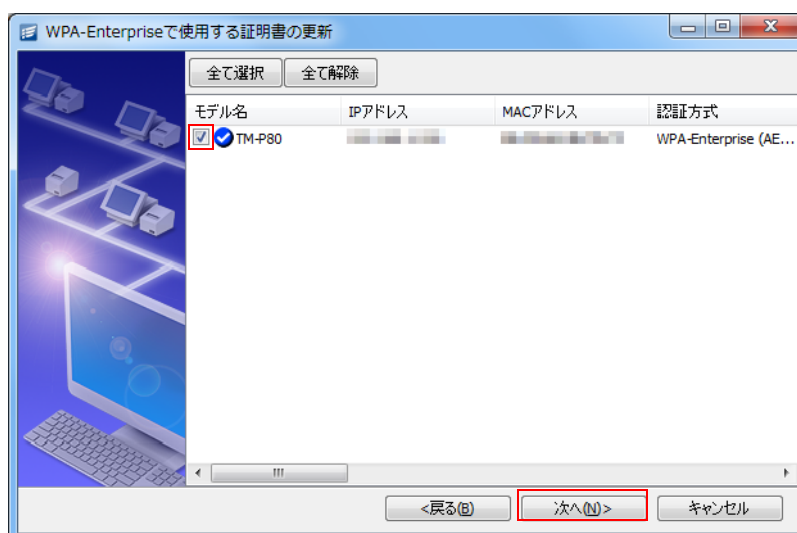 WPA-Enterpriseで使用する証明書の更新
全て選択 全て解除
モデル名 IPアドレス MACアドレス 認証方式
TM-P80 WPA-Enterprise (AE...
<戻る(B) 次へ(N)> キャンセル